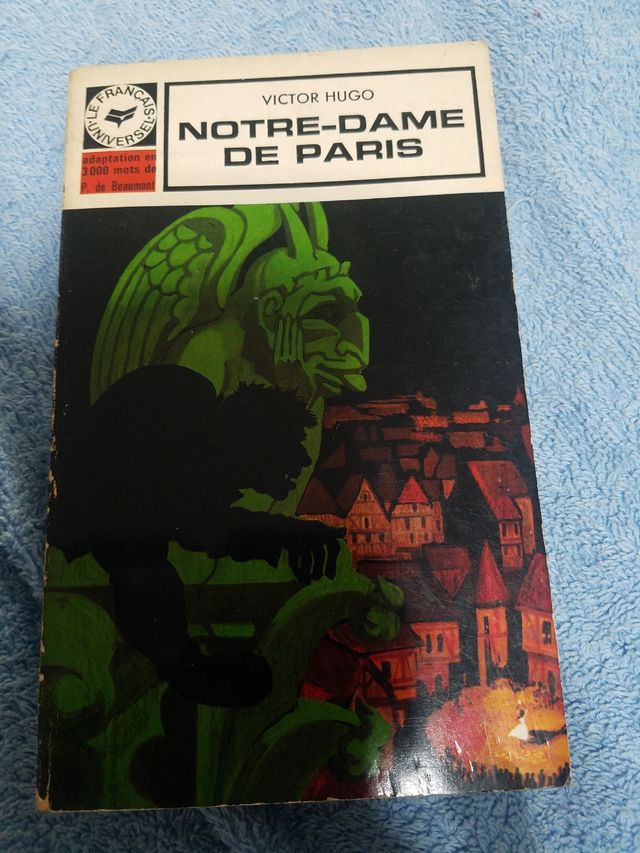 LE FRANÇAIS
UNIVERSEL
adaptation en
3000 mots de
P. de Beaumont
VICTOR HUGO
NOTRE-DAME
DE PARIS